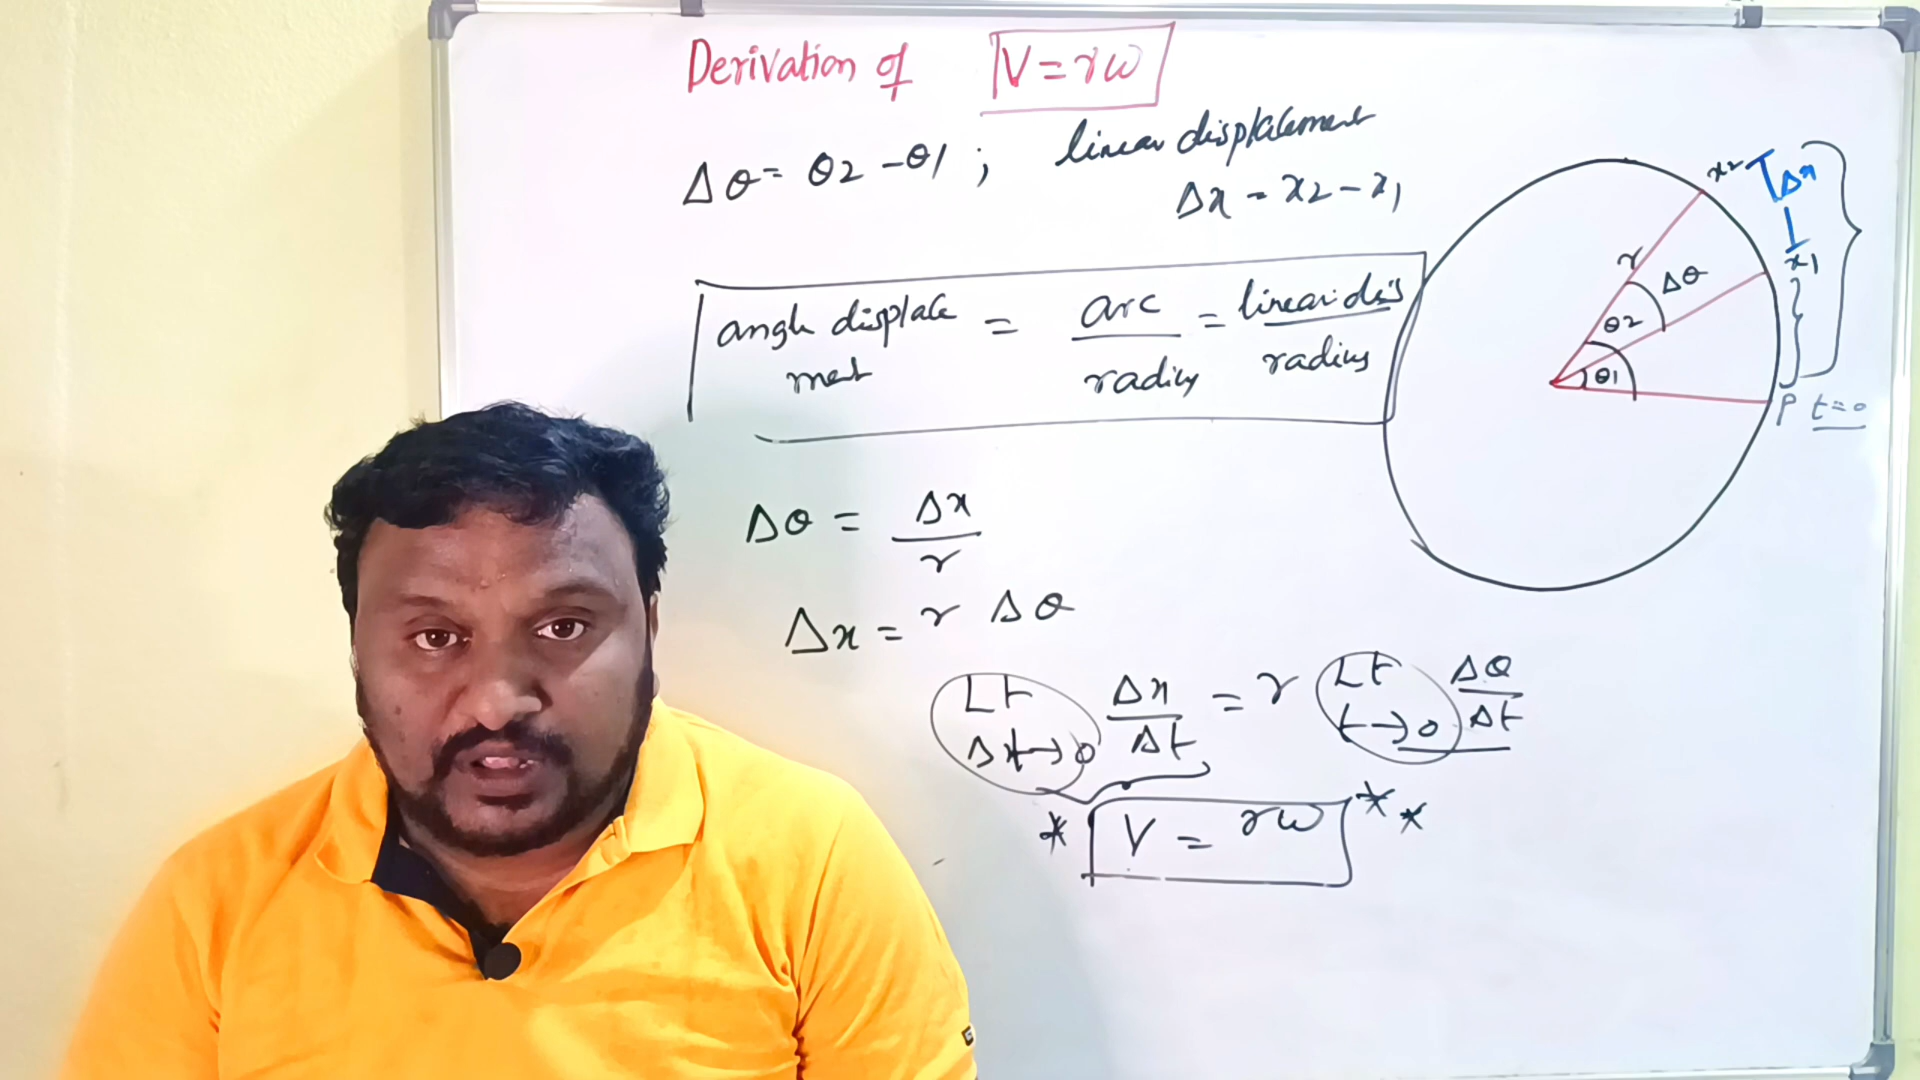 Derivation of V = rω
Δθ = θ2 - θ1 ; linear displacement
Δx = x2 - x1
angle displace = arc = linear dis
ment radius radius
Δθ = Δx
r
Δx = r Δθ
Lt Δx = r Lt Δθ
Δt→0 Δt t→0 Δt
* V = rω * *
x2 Δx
x1
r
Δθ
θ2
θ1
P t=0